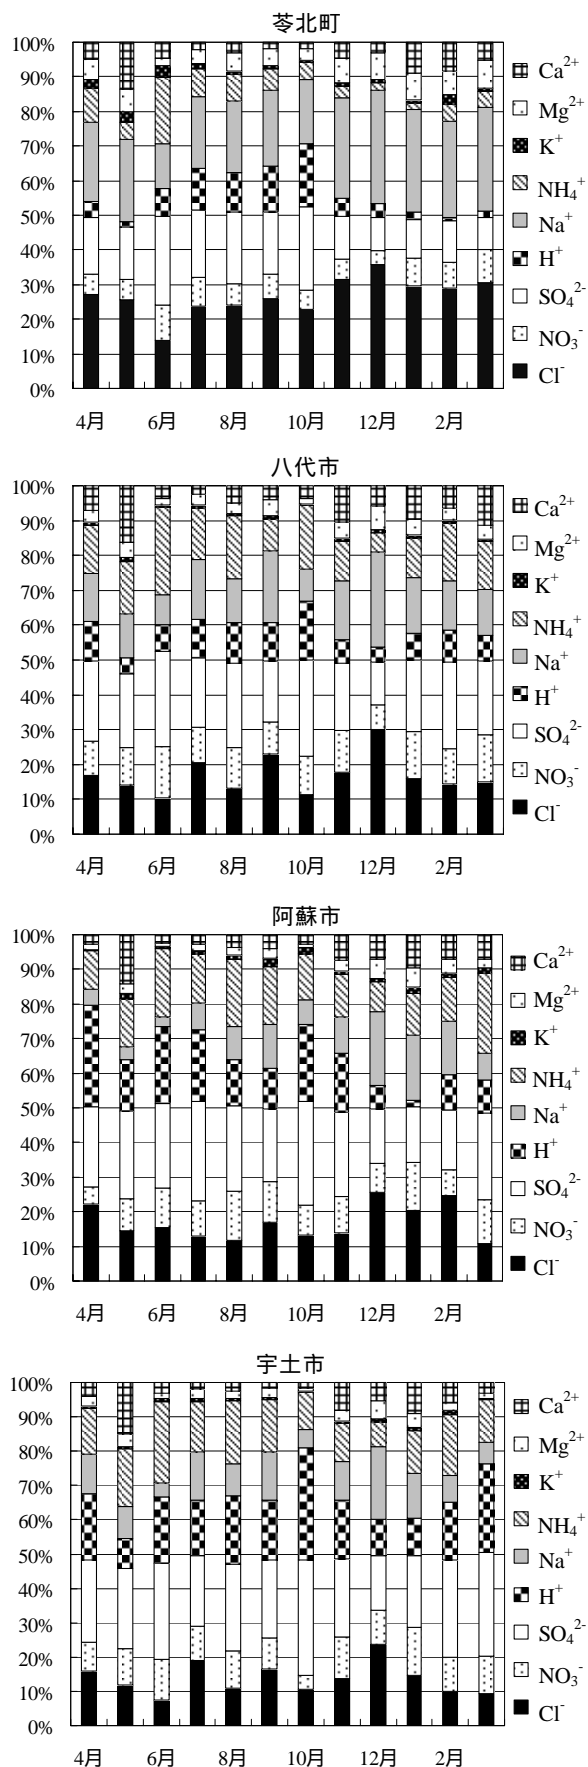 苓北町
100%
90%
80%
70%
60%
50%
40%
30%
20%
10%
0%
4月 6月 8月 10月 12月 2月
Ca²⁺
Mg²⁺
K⁺
NH₄⁺
Na⁺
H⁺
SO₄²⁻
NO₃⁻
Cl⁻
八代市
100%
90%
80%
70%
60%
50%
40%
30%
20%
10%
0%
4月 6月 8月 10月 12月 2月
Ca²⁺
Mg²⁺
K⁺
NH₄⁺
Na⁺
H⁺
SO₄²⁻
NO₃⁻
Cl⁻
阿蘇市
100%
90%
80%
70%
60%
50%
40%
30%
20%
10%
0%
4月 6月 8月 10月 12月 2月
Ca²⁺
Mg²⁺
K⁺
NH₄⁺
Na⁺
H⁺
SO₄²⁻
NO₃⁻
Cl⁻
宇土市
100%
90%
80%
70%
60%
50%
40%
30%
20%
10%
0%
4月 6月 8月 10月 12月 2月
Ca²⁺
Mg²⁺
K⁺
NH₄⁺
Na⁺
H⁺
SO₄²⁻
NO₃⁻
Cl⁻